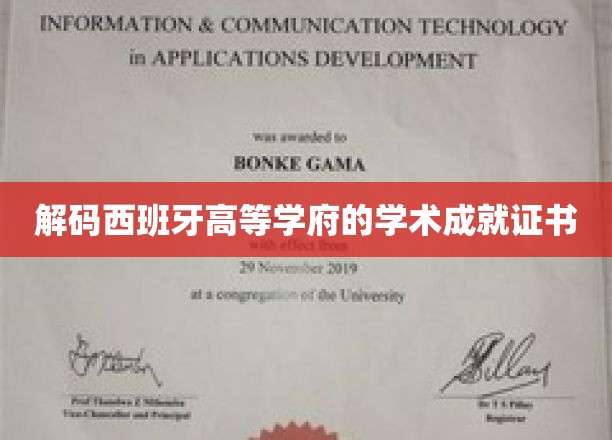 INFORMATION & COMMUNICATION TECHNOLOGY
in APPLICATIONS DEVELOPMENT
was awarded to
BONKE GAMA
解码西班牙高等学府的学术成就证书
with effect from
29 November 2019
at a congregation of the University
Vice-Chancellor and Principal
Registrar